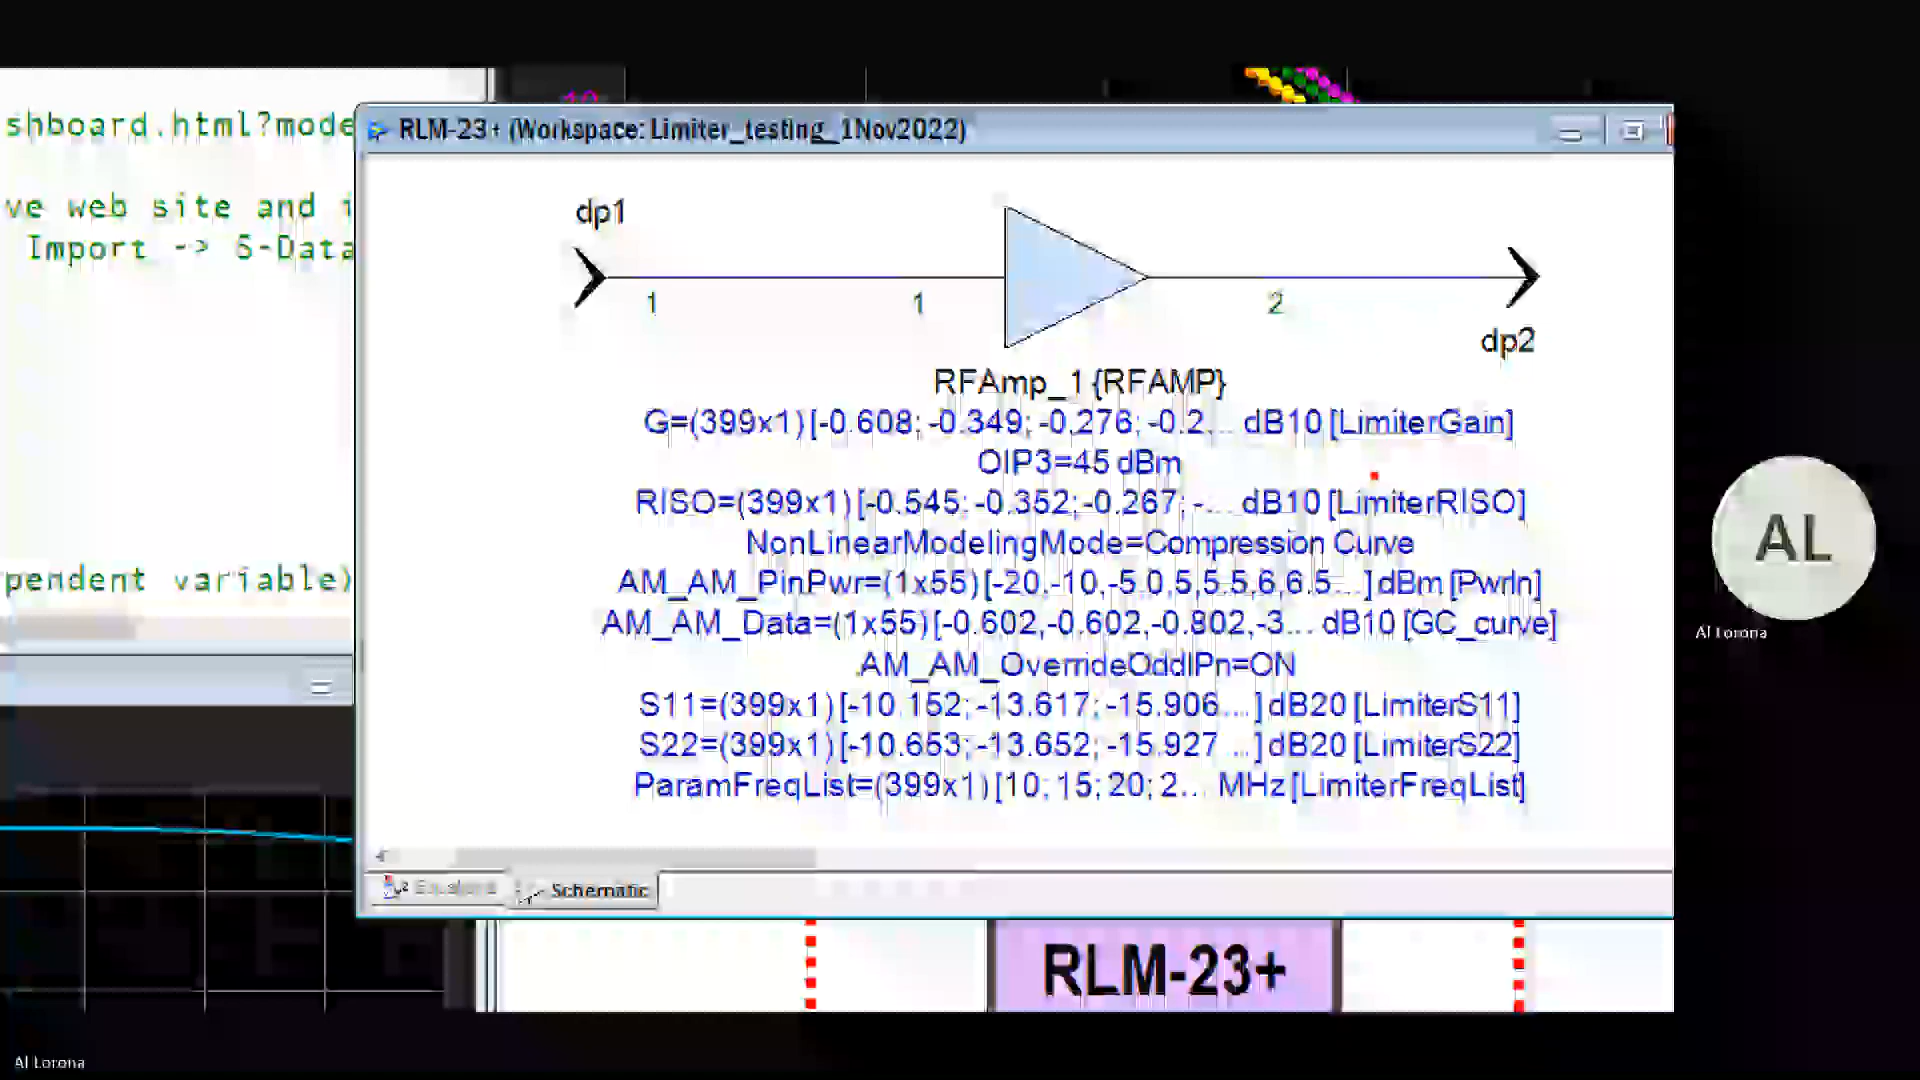 shboard.html?mode
ve web site and i
Import -> S-Data
pendent variable)
10
RLM-23+ (Workspace: Limiter_testing_1Nov2022)
dp1
1
1
2
dp2
RFAmp_1 {RFAMP}
G=(399x1)[-0.608; -0.349; -0.276; -0.2... dB10 [LimiterGain]
OIP3=45 dBm
RISO=(399x1)[-0.545; -0.352; -0.267; -... dB10 [LimiterRISO]
NonLinearModelingMode=Compression Curve
AM_AM_PinPwr=(1x55)[-20,-10,-5,0,5,5.5,6,6.5...] dBm [PwrIn]
AM_AM_Data=(1x55)[-0.602,-0.602,-0.802,-3... dB10 [GC_curve]
AM_AM_OverrideOddIPn=ON
S11=(399x1)[-10.152; -13.617; -15.906...] dB20 [LimiterS11]
S22=(399x1)[-10.653; -13.652; -15.927 ...] dB20 [LimiterS22]
ParamFreqList=(399x1)[10; 15; 20; 2... MHz [LimiterFreqList]
Schematic
RLM-23+
AL
Al Lorona
Al Lorona